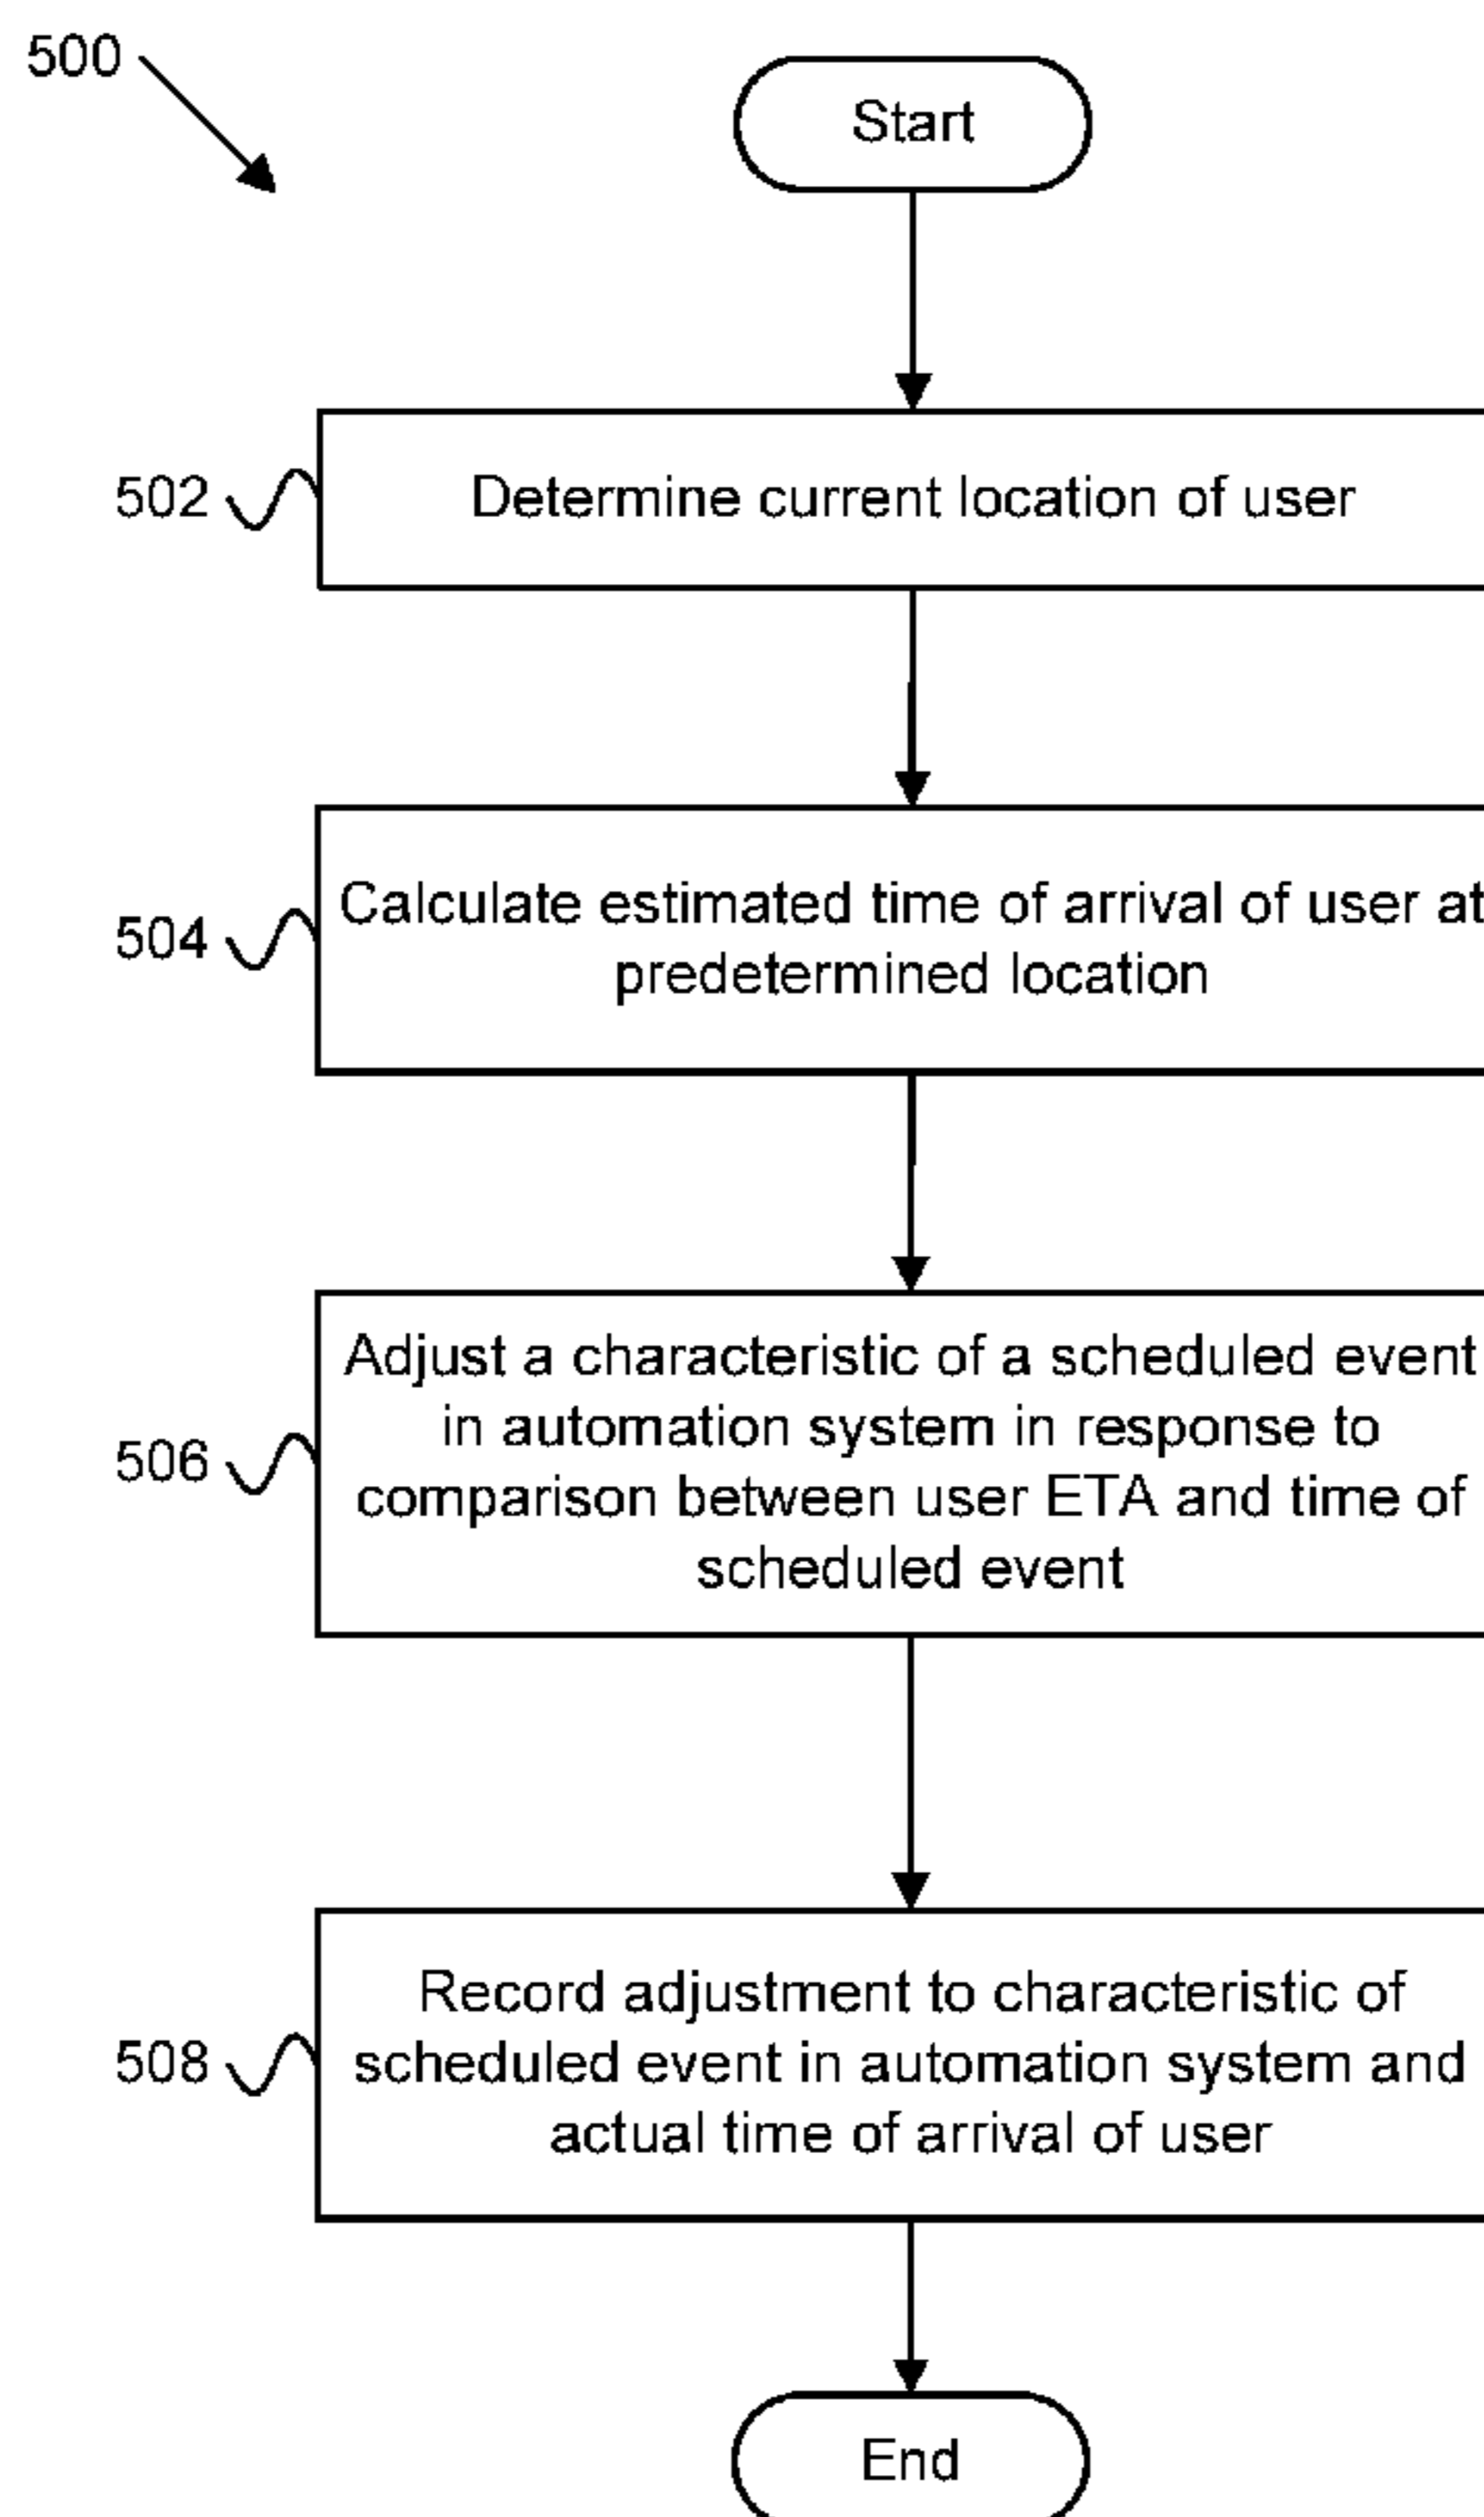 500
Start
502
Determine current location of user
504
Calculate estimated time of arrival of user at
predetermined location
506
Adjust a characteristic of a scheduled event
in automation system in response to
comparison between user ETA and time of
scheduled event
508
Record adjustment to characteristic of
scheduled event in automation system and
actual time of arrival of user
End